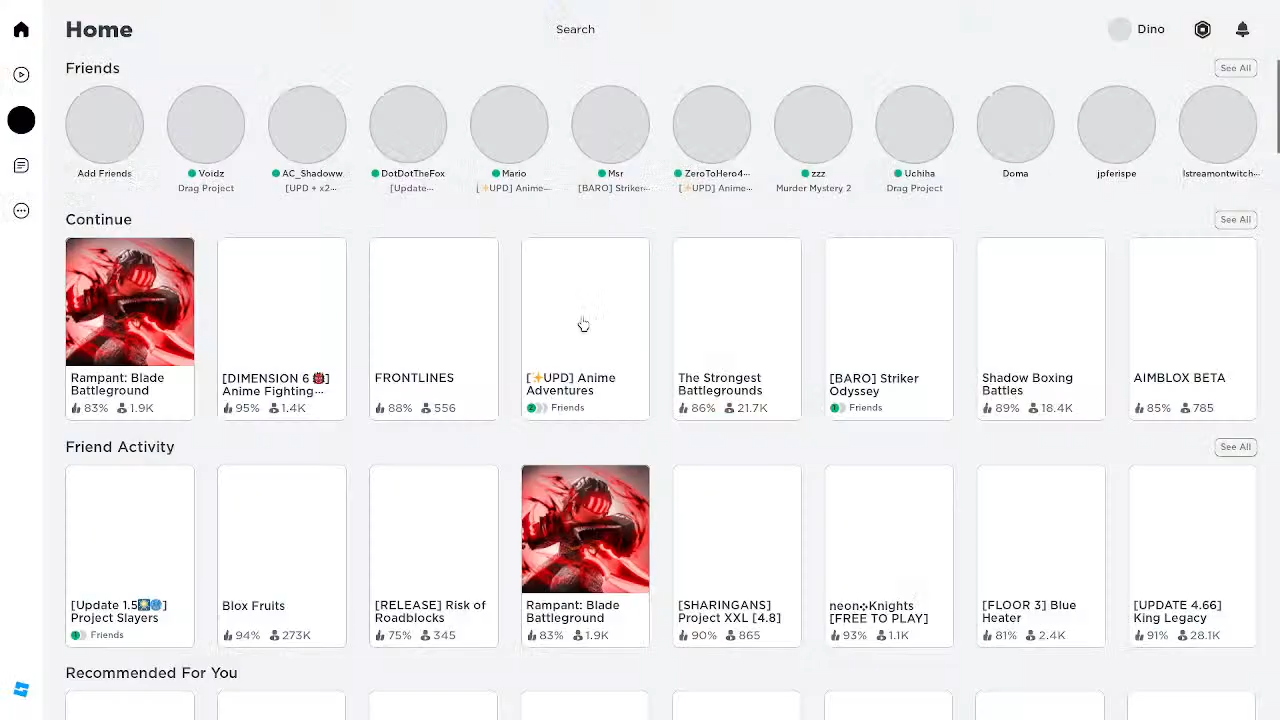 Home
Search
Dino
Friends
See All
Add Friends
Voidz
AC_Shadoww
DotDotTheFox
Mario
Msr
ZeroToHero4···
zzz
Uchiha
Doma
jpferispe
Istreamontwitch···
Drag Project
[UPD + x2···
[Update···
[✨UPD] Anime···
[BARO] Striker···
[✨UPD] Anime···
Murder Mystery 2
Drag Project
Continue
See All
Rampant: Blade
Battleground
83% 1.9K
[DIMENSION 6 👹]
Anime Fighting···
95% 1.4K
FRONTLINES
88% 556
[✨UPD] Anime
Adventures
2 Friends
The Strongest
Battlegrounds
86% 21.7K
[BARO] Striker
Odyssey
1 Friends
Shadow Boxing
Battles
89% 18.4K
AIMBLOX BETA
85% 785
Friend Activity
See All
[Update 1.5]
Project Slayers
1 Friends
Blox Fruits
94% 273K
[RELEASE] Risk of
Roadblocks
75% 345
Rampant: Blade
Battleground
83% 1.9K
[SHARINGANS]
Project XXL [4.8]
90% 865
neon❖Knights
[FREE TO PLAY]
93% 1.1K
[FLOOR 3] Blue
Heater
81% 2.4K
[UPDATE 4.66]
King Legacy
91% 28.1K
Recommended For You